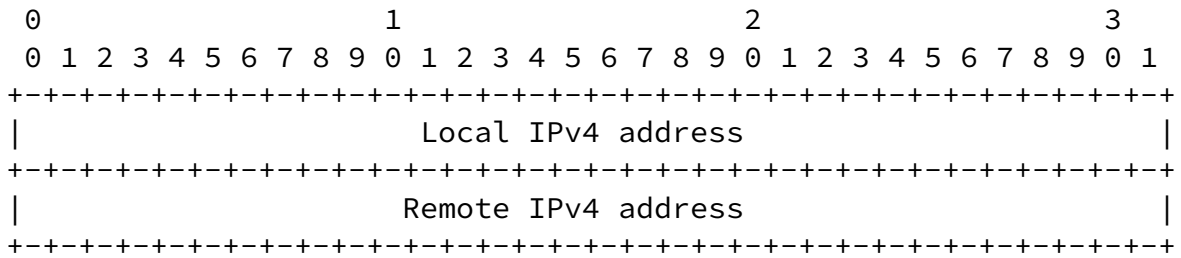 0                   1                   2                   3
 0 1 2 3 4 5 6 7 8 9 0 1 2 3 4 5 6 7 8 9 0 1 2 3 4 5 6 7 8 9 0 1
+-+-+-+-+-+-+-+-+-+-+-+-+-+-+-+-+-+-+-+-+-+-+-+-+-+-+-+-+-+-+-+-+
|                      Local IPv4 address                       |
+-+-+-+-+-+-+-+-+-+-+-+-+-+-+-+-+-+-+-+-+-+-+-+-+-+-+-+-+-+-+-+-+
|                     Remote IPv4 address                       |
+-+-+-+-+-+-+-+-+-+-+-+-+-+-+-+-+-+-+-+-+-+-+-+-+-+-+-+-+-+-+-+-+